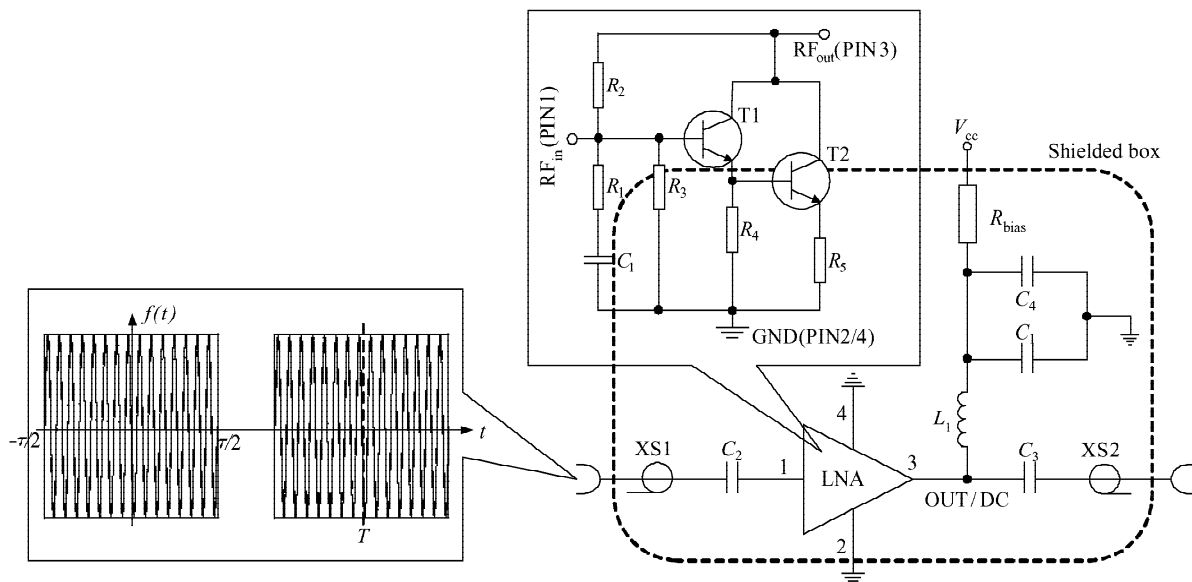 RF_out(PIN3)
R_2
T1
RF_in(PIN1)
T2
V_cc
Shielded box
R_1
R_3
R_4
R_bias
C_1
R_5
C_4
f(t)
GND(PIN2/4)
C_1
4
L_1
-τ/2
τ/2
t
XS1
C_2
1
LNA
3
C_3
XS2
OUT/DC
T
2